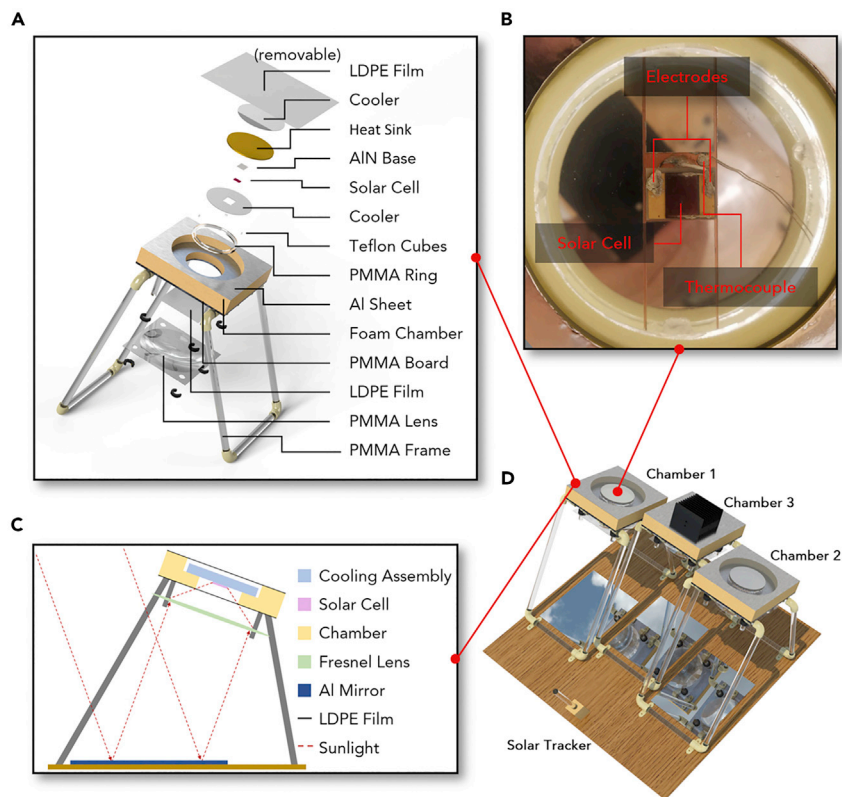 A
(removable)
LDPE Film
Cooler
Heat Sink
AlN Base
Solar Cell
Cooler
Teflon Cubes
PMMA Ring
Al Sheet
Foam Chamber
PMMA Board
LDPE Film
PMMA Lens
PMMA Frame
B
Electrodes
Solar Cell
Thermocouple
C
Cooling Assembly
Solar Cell
Chamber
Fresnel Lens
Al Mirror
LDPE Film
Sunlight
D
Chamber 1
Chamber 3
Chamber 2
Solar Tracker